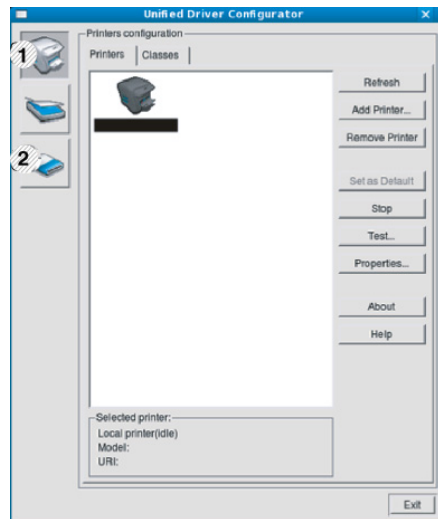 Unified Driver Configurator
Printers configuration
Printers Classes
1
2
Refresh
Add Printer...
Remove Printer
Set as Default
Stop
Test...
Properties...
About
Help
Selected printer:
Local printer(idle)
Model:
URI:
Exit